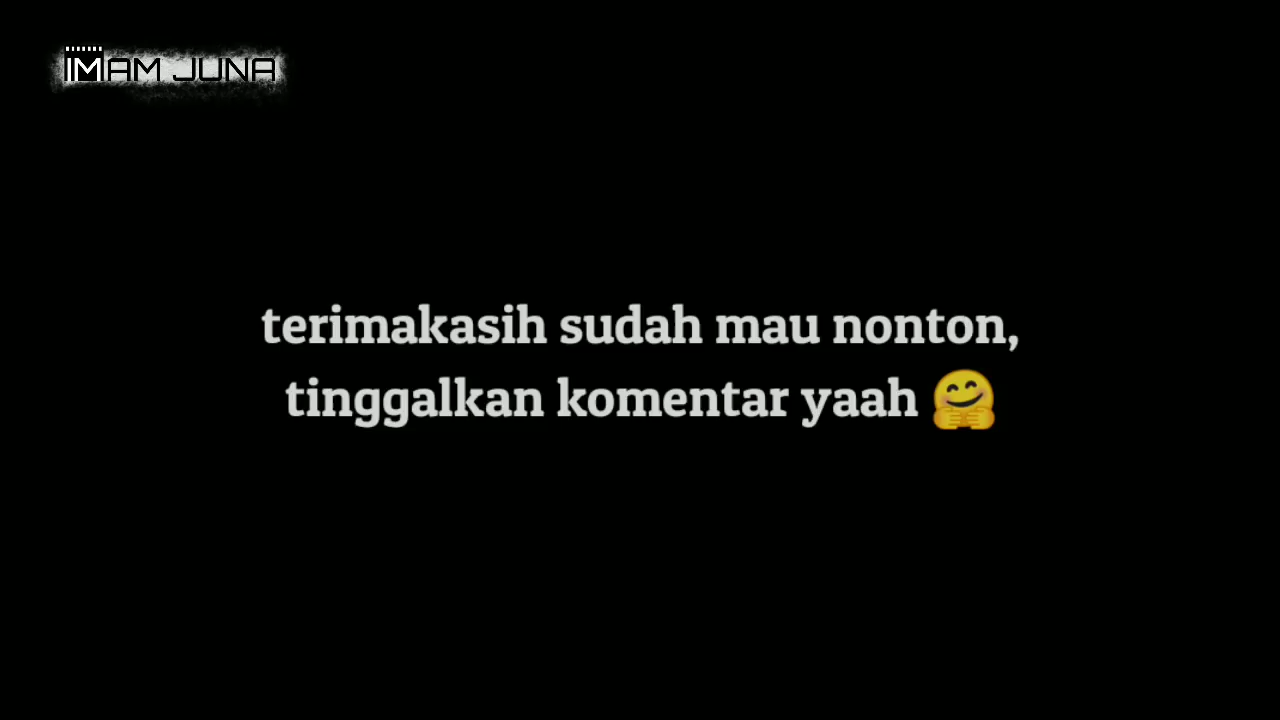 IMAM JUNA
terimakasih sudah mau nonton,
tinggalkan komentar yaah 🤗